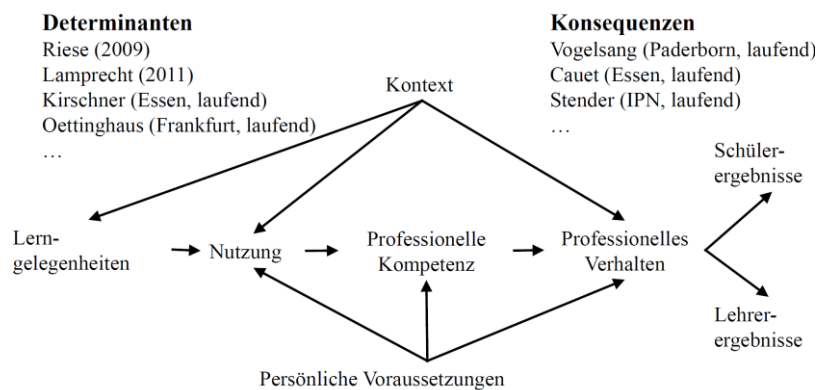 Determanten
Riese (2009)
Lamprecht (2011)
Kirschner (Essen, laufend)
Oettinghaus (Frankfurt, laufend)
…
Konsequenzen
Vogelsang (Paderborn, laufend)
Cauet (Essen, laufend)
Stender (IPN, laufend)
…
Kontext
Lern-
gelegenheiten
Nutzung
Professionelle
Kompetenz
Professionelles
Verhalten
Schüler-
ergebnisse
Lehrer-
ergebnisse
Persönliche Voraussetzungen